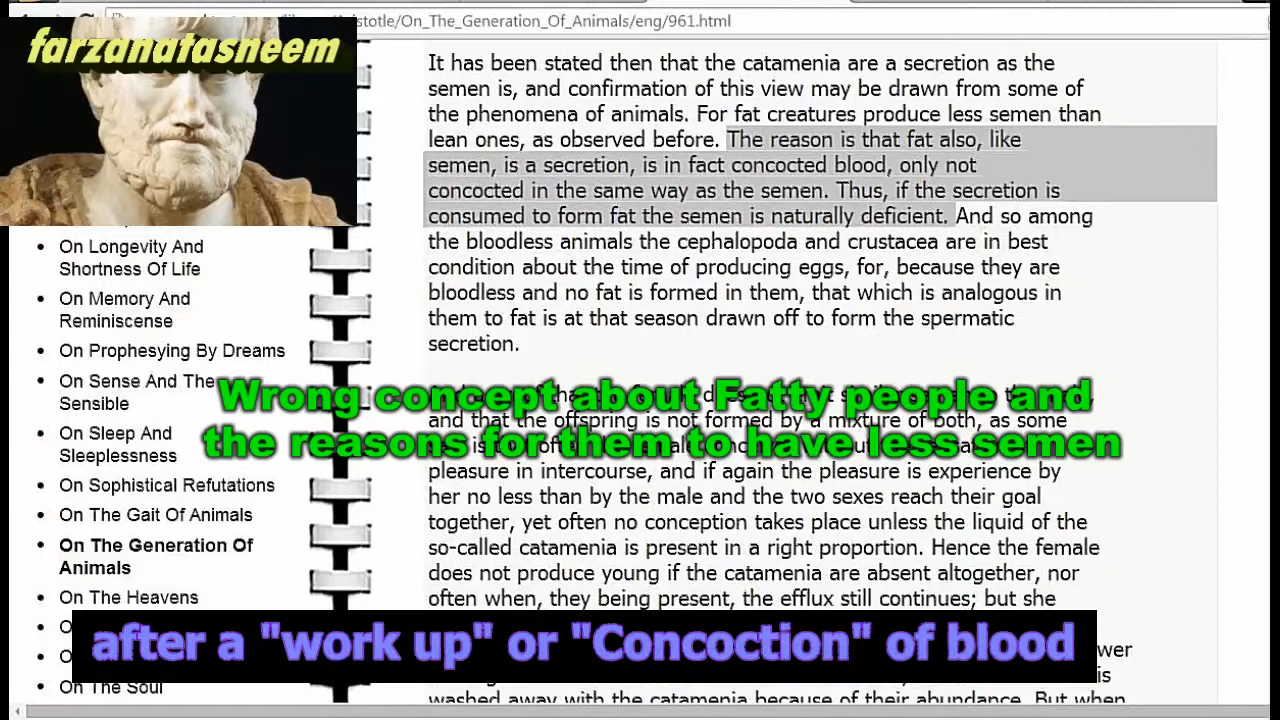 istotle/On_The_Generation_Of_Animals/eng/961.html
farzanatasneem
It has been stated then that the catamenia are a secretion as the
semen is, and confirmation of this view may be drawn from some of
the phenomena of animals. For fat creatures produce less semen than
lean ones, as observed before. The reason is that fat also, like
semen, is a secretion, is in fact concocted blood, only not
concocted in the same way as the semen. Thus, if the secretion is
consumed to form fat the semen is naturally deficient. And so among
the bloodless animals the cephalopoda and crustacea are in best
condition about the time of producing eggs, for, because they are
bloodless and no fat is formed in them, that which is analogous in
them to fat is at that season drawn off to form the spermatic
secretion.
On Longevity And
Shortness Of Life
On Memory And
Reminiscense
On Prophesying By Dreams
On Sense And The
Sensible
On Sleep And
Sleeplessness
On Sophistical Refutations
On The Gait Of Animals
On The Generation Of
Animals
On The Heavens
On The Soul
Wrong concept about Fatty people and
the reasons for them to have less semen
and that the offspring is not formed by a mixture of both, as some
pleasure in intercourse, and if again the pleasure is experience by
her no less than by the male and the two sexes reach their goal
together, yet often no conception takes place unless the liquid of the
so-called catamenia is present in a right proportion. Hence the female
does not produce young if the catamenia are absent altogether, nor
often when, they being present, the efflux still continues; but she
after a "work up" or "Concoction" of blood
is
washed away with the catamenia because of their abundance. But when